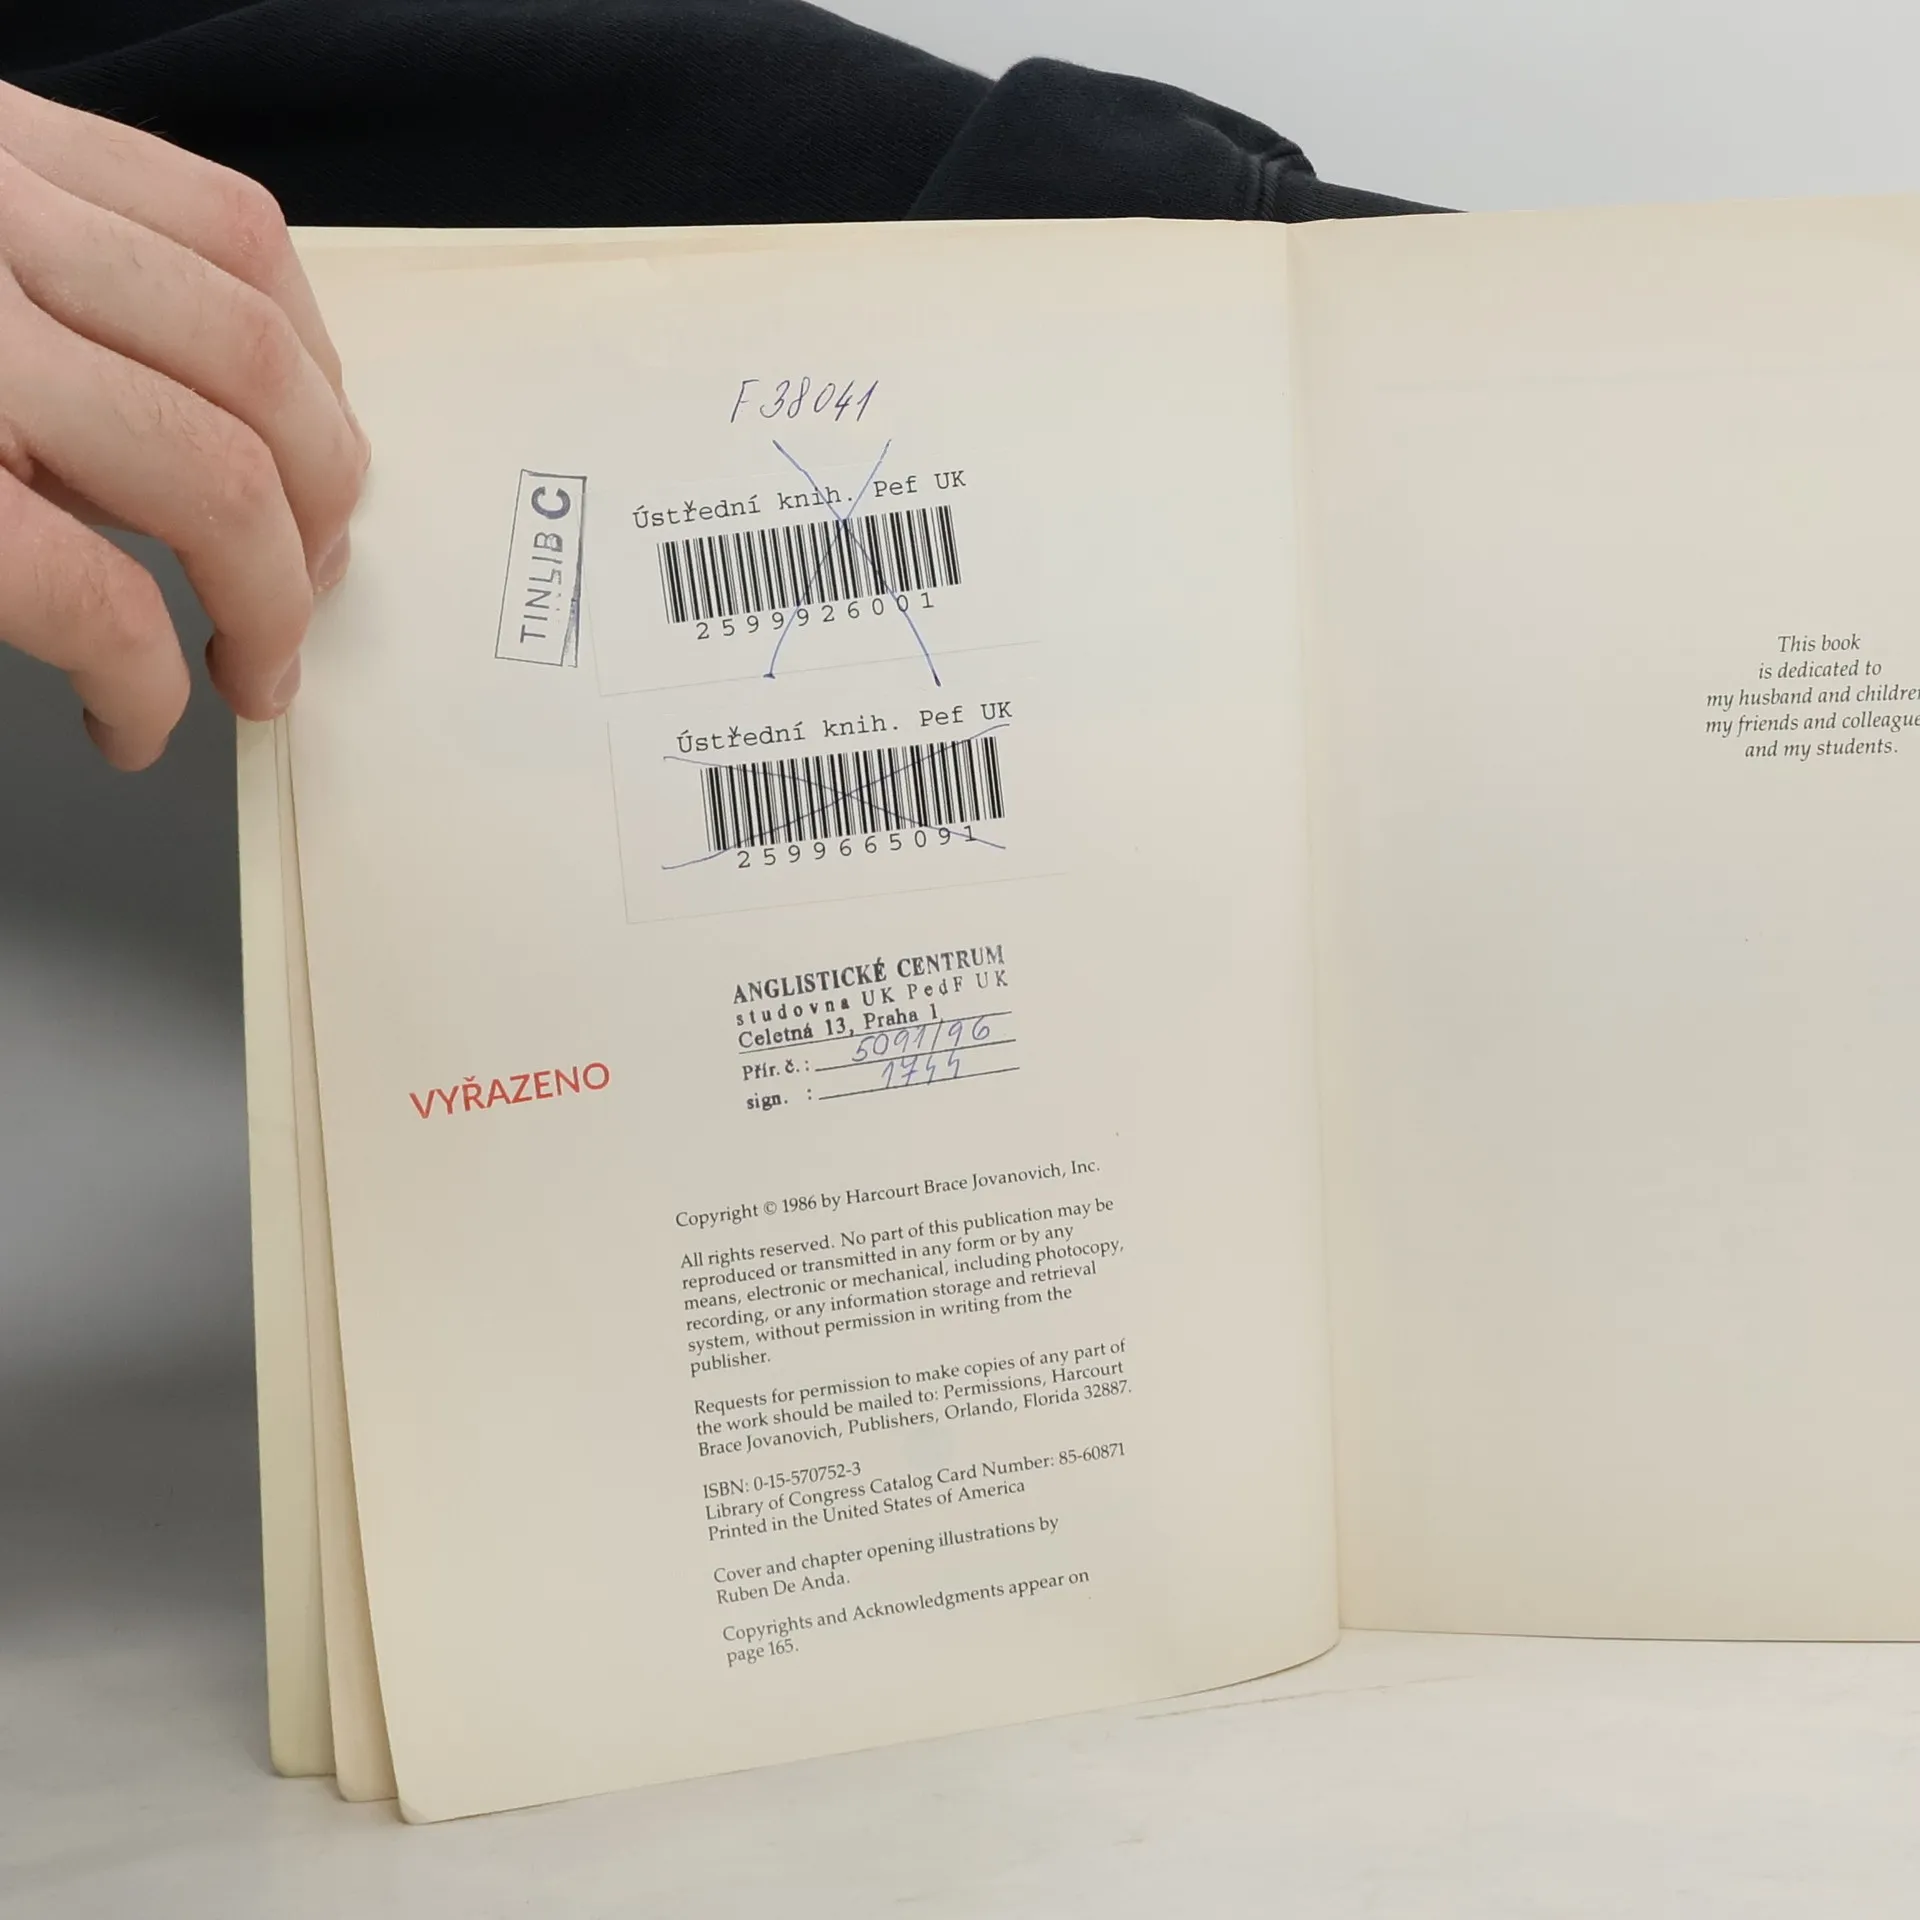 F 38041
TINLIB C
Ústřední knih. Pef UK
2599926001
Ústřední knih. Pef UK
2599665091
ANGLISTICKÉ CENTRUM
studovna UK PedF UK
Celetná 13, Praha 1
Přír. č.: 5091/96
sign. : 1744
VYŘAZENO
Copyright © 1986 by Harcourt Brace Jovanovich, Inc.
All rights reserved. No part of this publication may be
reproduced or transmitted in any form or by any
means, electronic or mechanical, including photocopy,
recording, or any information storage and retrieval
system, without permission in writing from the
publisher.
Requests for permission to make copies of any part of
the work should be mailed to: Permissions, Harcourt
Brace Jovanovich, Publishers, Orlando, Florida 32887.
ISBN: 0-15-570752-3
Library of Congress Catalog Card Number: 85-60871
Printed in the United States of America
Cover and chapter opening illustrations by
Ruben De Anda.
Copyrights and Acknowledgments appear on
page 165.
This book
is dedicated to
my husband and childre
my friends and colleague
and my students.